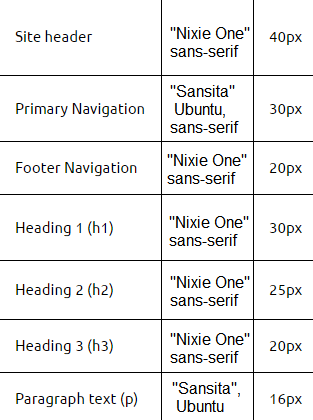 Site header
"Nixie One"
sans-serif
40px
Primary Navigation
"Sansita"
Ubuntu,
sans-serif
30px
Footer Navigation
"Nixie One"
sans-serif
20px
Heading 1 (h1)
"Nixie One"
sans-serif
30px
Heading 2 (h2)
"Nixie One"
sans-serif
25px
Heading 3 (h3)
"Nixie One"
sans-serif
20px
Paragraph text (p)
"Sansita",
Ubuntu
16px